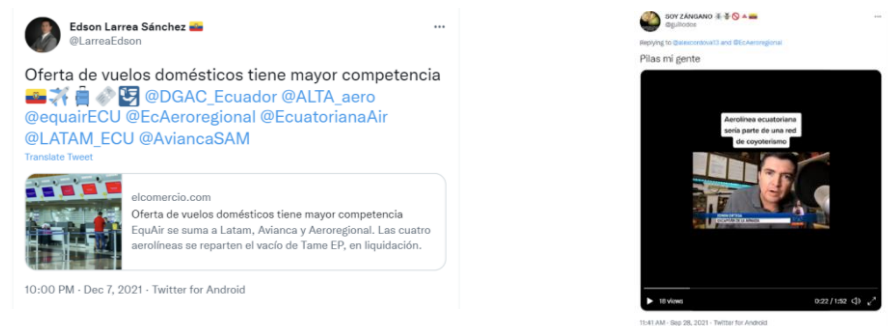 Edson Larrea Sánchez 🇪🇨
@LarreaEdson
Oferta de vuelos domésticos tiene mayor competencia
@DGAC_Ecuador @ALTA_aero
@equairECU @EcAeroregional @EcuatorianaAir
@LATAM_ECU @AviancaSAM
Translate Tweet
elcomercio.com
Oferta de vuelos domésticos tiene mayor competencia
EquAir se suma a Latam, Avianca y Aeroregional. Las cuatro
aerolíneas se reparten el vacío de Tame EP, en liquidación.
10:00 PM · Dec 7, 2021 · Twitter for Android
SOY ZÁNGANO
Replying to @alexcordova13 and @EcAeroregional
Pilas mi gente
Aerolínea ecuatoriana
sería parte de una red
de coyoterismo
18 views
0:22 / 1:52
11:41 AM · Sep 28, 2021 · Twitter for Android